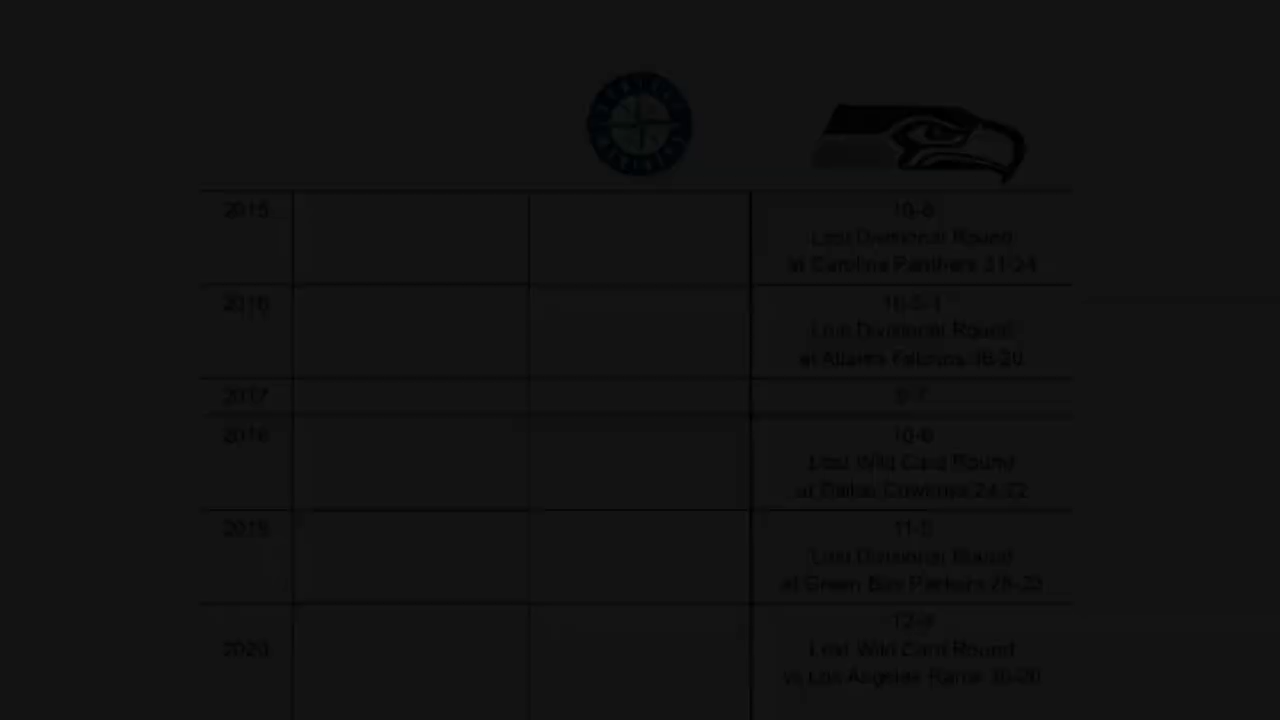 SEATTLE
MARINERS
2015
10-6
Lost Divisional Round
at Carolina Panthers 31-24
2016
10-5-1
Lost Divisional Round
at Atlanta Falcons 36-20
2017
9-7
2018
10-6
Lost Wild Card Round
at Dallas Cowboys 24-22
2019
11-5
Lost Divisional Round
at Green Bay Packers 28-23
2020
12-4
Lost Wild Card Round
vs Los Angeles Rams 30-20